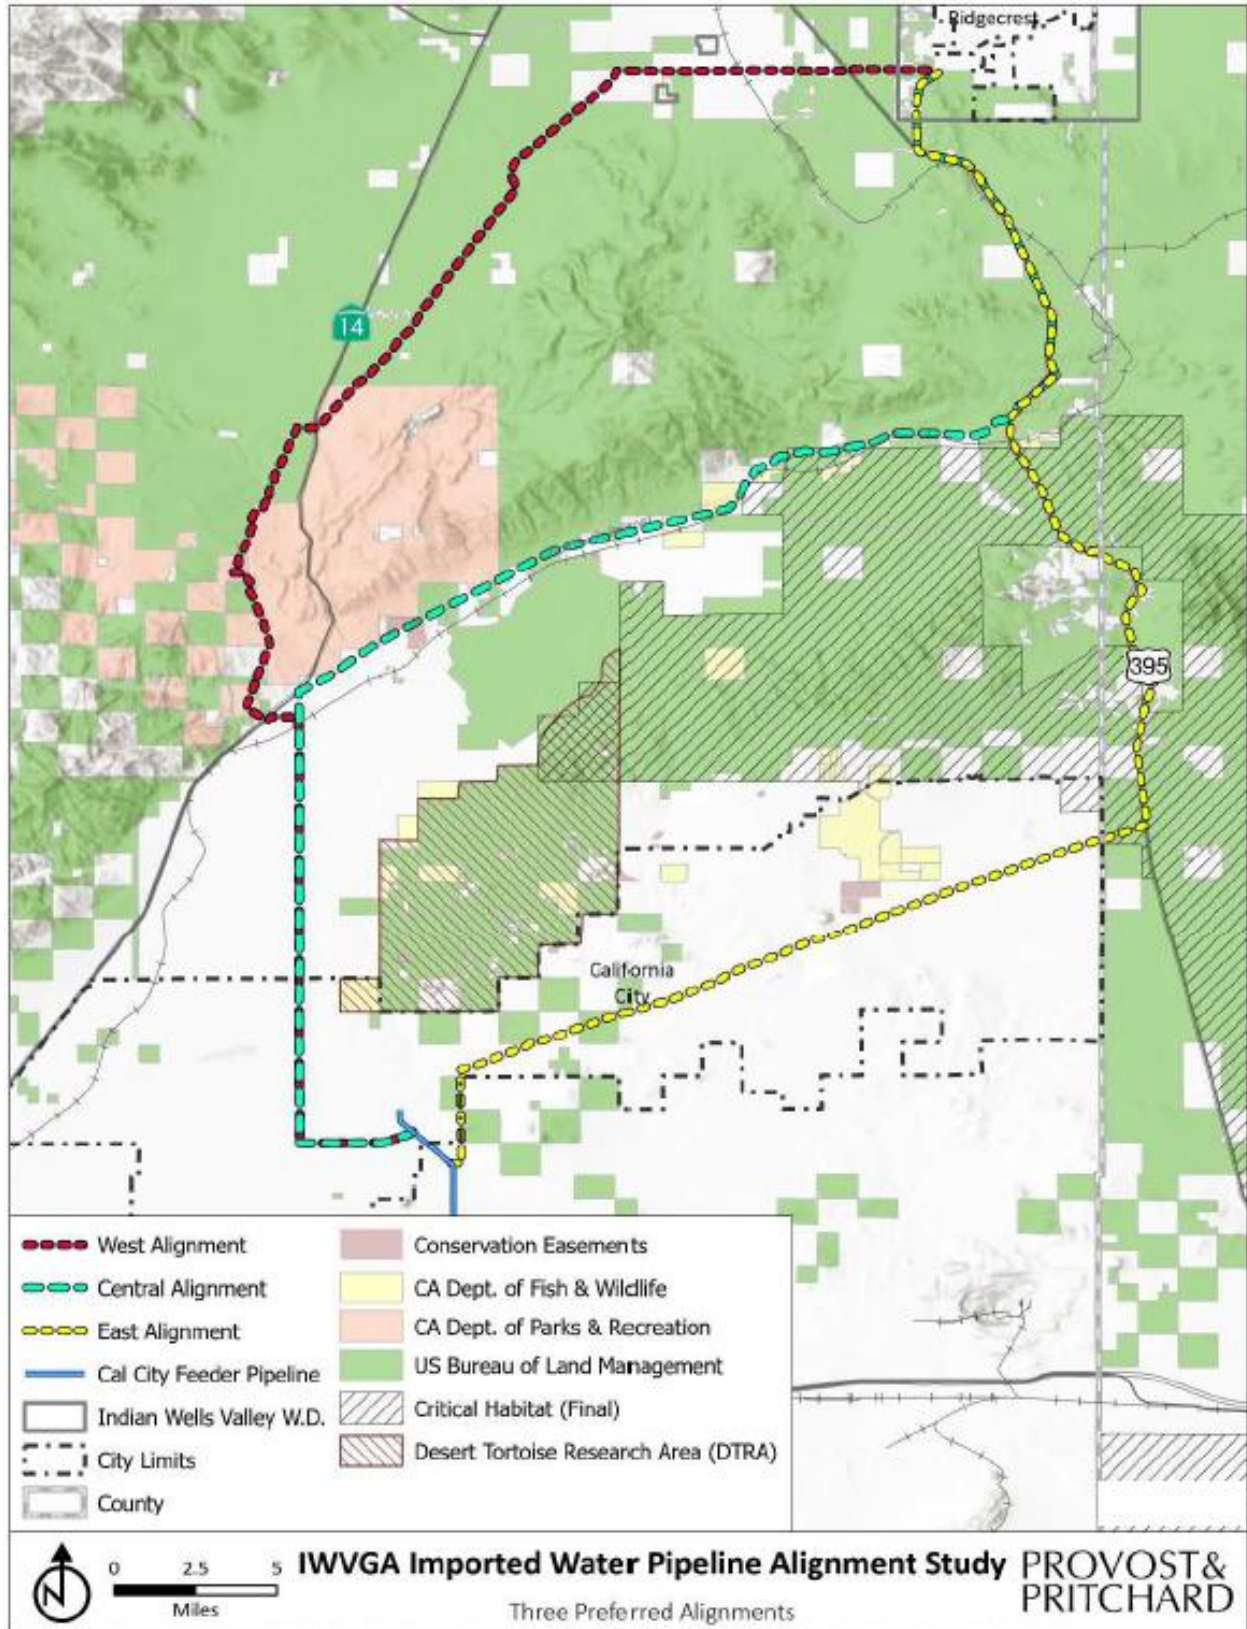 Ridgecrest
14
395
California
City
West Alignment
Central Alignment
East Alignment
Cal City Feeder Pipeline
Indian Wells Valley W.D.
City Limits
County
Conservation Easements
CA Dept. of Fish & Wildlife
CA Dept. of Parks & Recreation
US Bureau of Land Management
Critical Habitat (Final)
Desert Tortoise Research Area (DTRA)
N
0 2.5 5
Miles
IWVGA Imported Water Pipeline Alignment Study
Three Preferred Alignments
PROVOST&
PRITCHARD